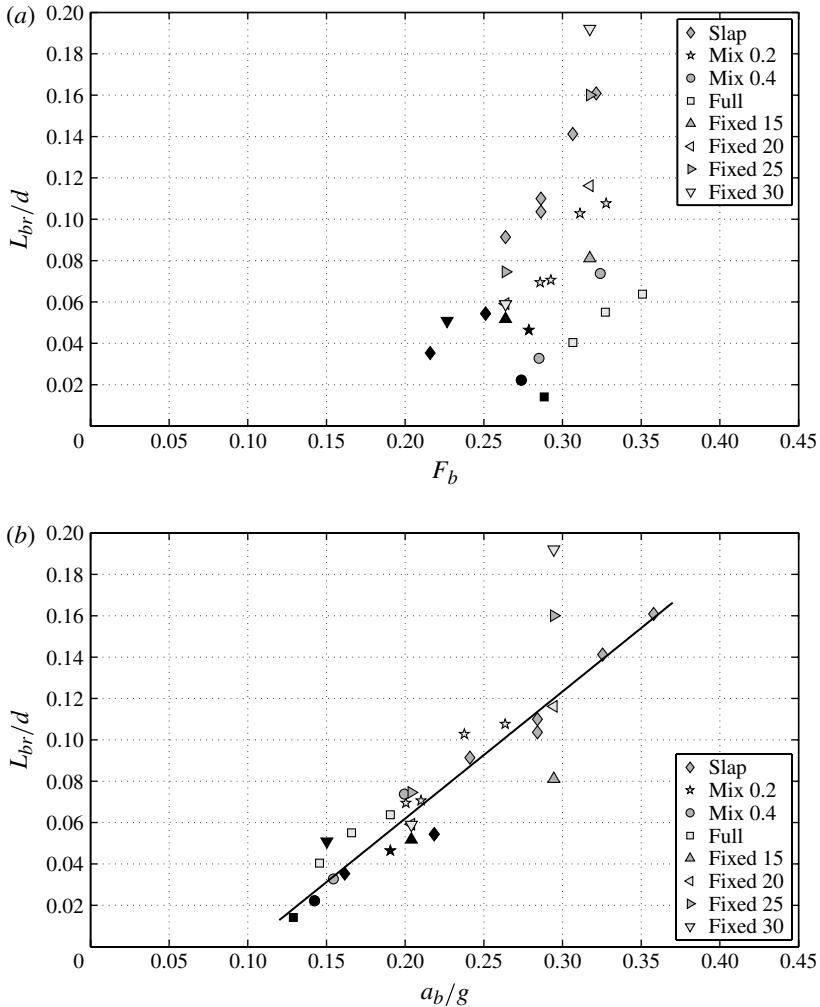 (a)
0.20
0.18
0.16
0.14
0.12
0.10
0.08
0.06
0.04
0.02
L_br/d
Slap
Mix 0.2
Mix 0.4
Full
Fixed 15
Fixed 20
Fixed 25
Fixed 30
0 0.05 0.10 0.15 0.20 0.25 0.30 0.35 0.40 0.45
F_b
(b)
0.20
0.18
0.16
0.14
0.12
0.10
0.08
0.06
0.04
0.02
L_br/d
Slap
Mix 0.2
Mix 0.4
Full
Fixed 15
Fixed 20
Fixed 25
Fixed 30
0 0.05 0.10 0.15 0.20 0.25 0.30 0.35 0.40 0.45
a_b/g